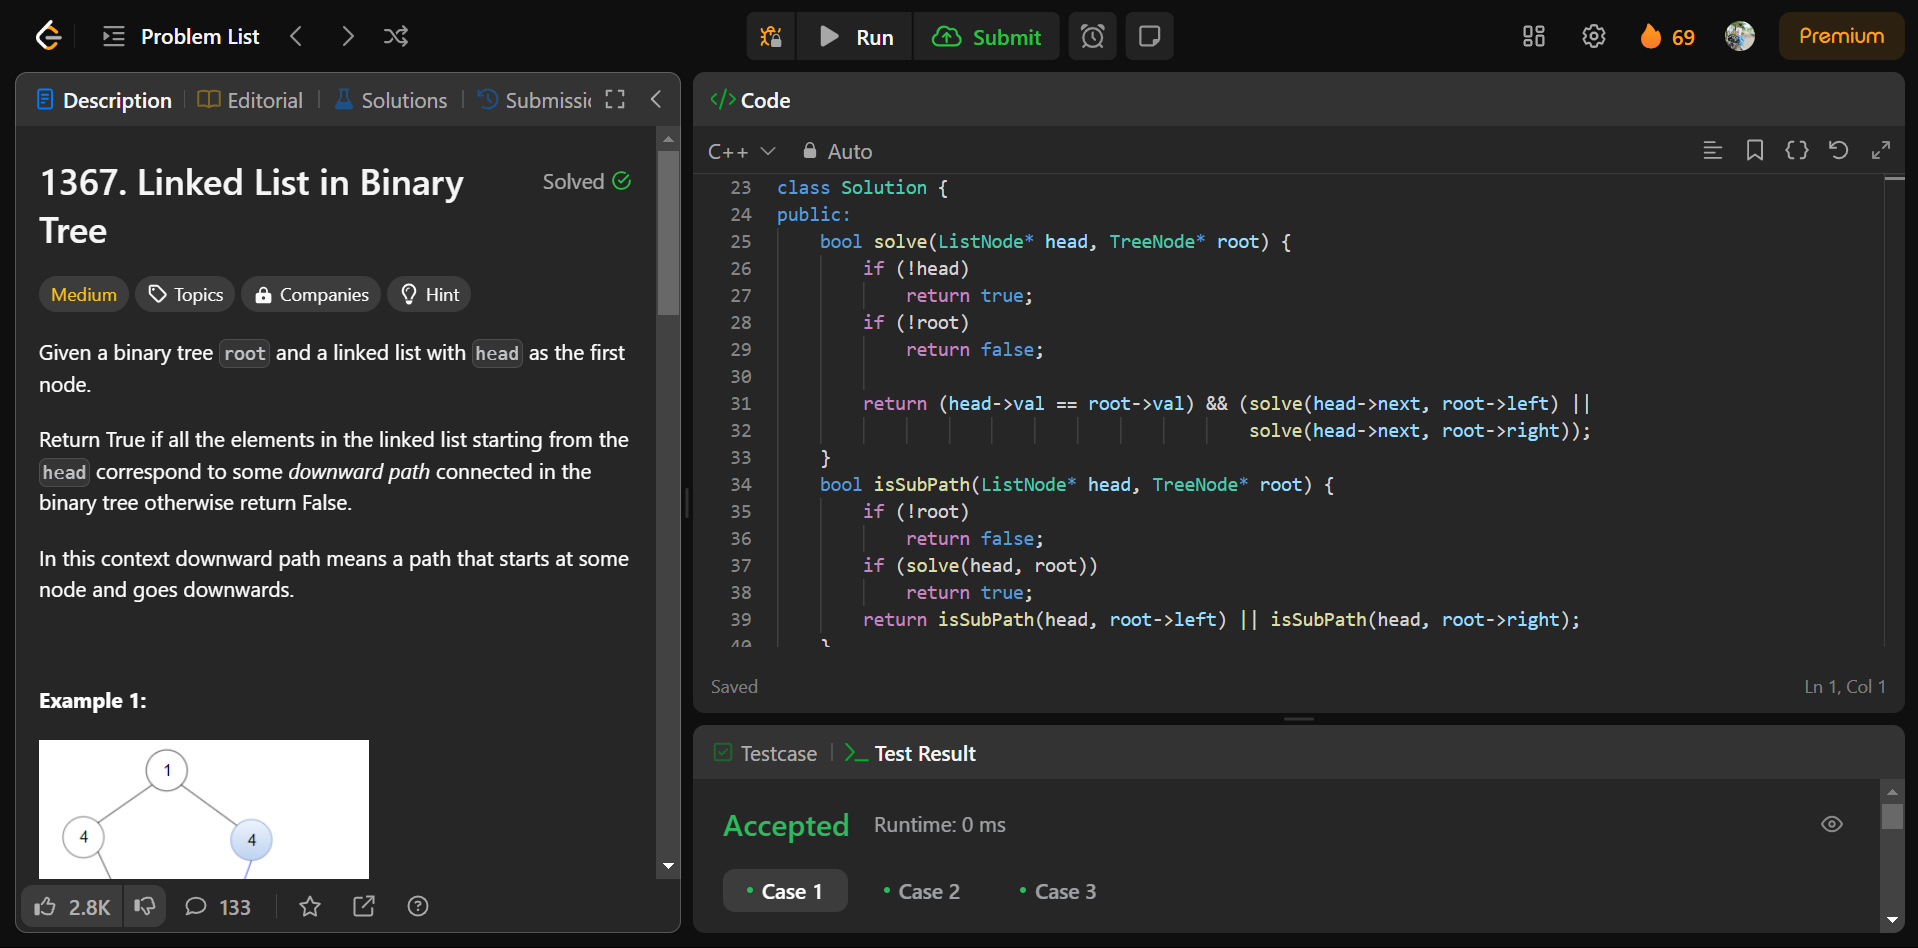 Problem List
Run
Submit
69
Premium
Description
Editorial
Solutions
Submissi
1367. Linked List in Binary
Tree
Solved
Medium
Topics
Companies
Hint
Given a binary tree root and a linked list with head as the first
node.
Return True if all the elements in the linked list starting from the
head correspond to some downward path connected in the
binary tree otherwise return False.
In this context downward path means a path that starts at some
node and goes downwards.
Example 1:
1
4
4
2.8K
133
</> Code
C++
Auto
23 class Solution {
24 public:
25 bool solve(ListNode* head, TreeNode* root) {
26 if (!head)
27 return true;
28 if (!root)
29 return false;
30
31 return (head->val == root->val) && (solve(head->next, root->left) ||
32 solve(head->next, root->right));
33 }
34 bool isSubPath(ListNode* head, TreeNode* root) {
35 if (!root)
36 return false;
37 if (solve(head, root))
38 return true;
39 return isSubPath(head, root->left) || isSubPath(head, root->right);
40 }
Saved
Ln 1, Col 1
Testcase
Test Result
Accepted
Runtime: 0 ms
Case 1
Case 2
Case 3